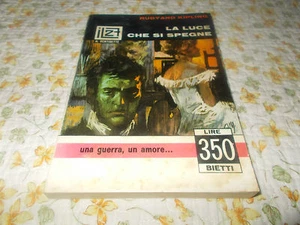 RUDYARD KIPLING
LA LUCE
CHE SI SPEGNE
una guerra, un amore...
LIRE
350
BIETTI